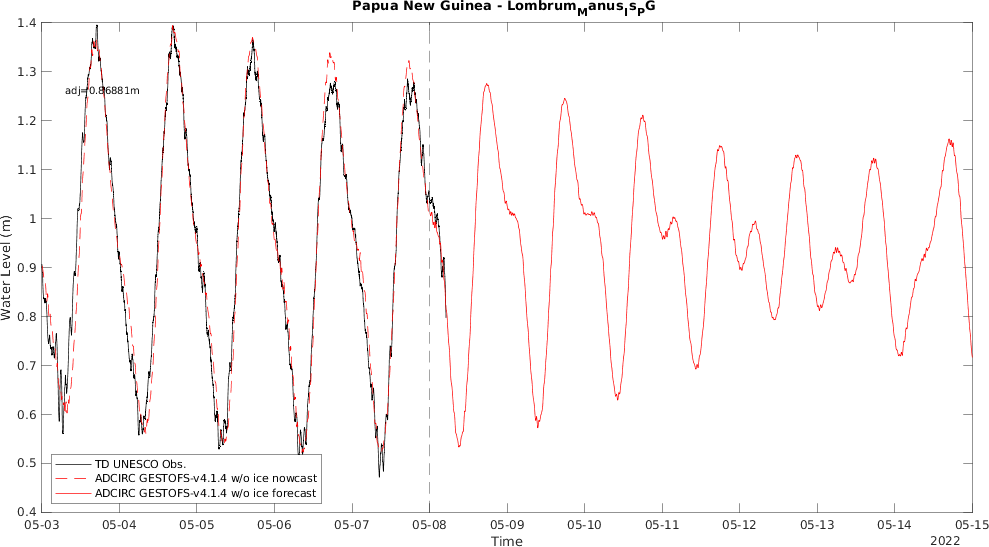 Papua New Guinea - LombrumManusIsPG
1.4
1.3
1.2
1.1
1
0.9
0.8
0.7
0.6
0.5
0.4
Water Level (m)
adj=0.86881m
TD UNESCO Obs.
ADCIRC GESTOFS-v4.1.4 w/o ice nowcast
ADCIRC GESTOFS-v4.1.4 w/o ice forecast
05-03 05-04 05-05 05-06 05-07 05-08 05-09 05-10 05-11 05-12 05-13 05-14 05-15
Time
2022